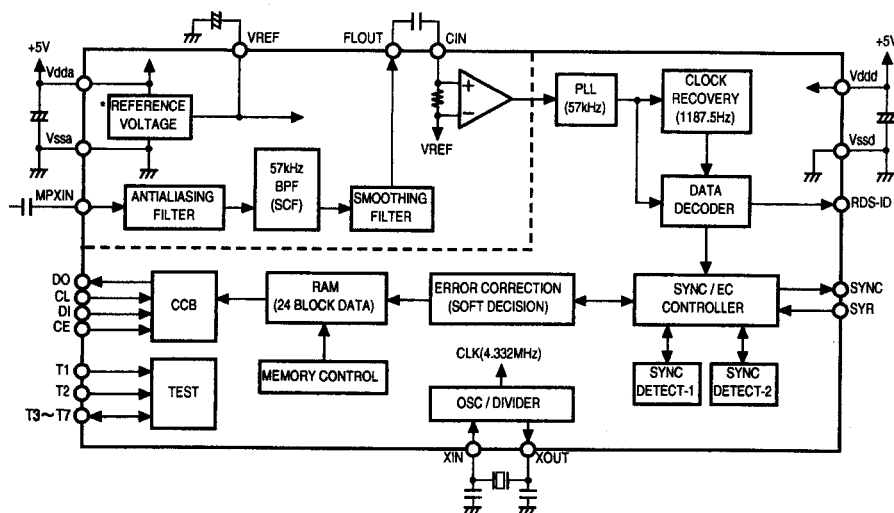 VREF
FLOUT
CIN
+5V
+5V
Vdda
*
REFERENCE
VOLTAGE
Vssa
PLL
(57kHz)
CLOCK
RECOVERY
(1187.5Hz)
Vddd
Vssd
+
−
VREF
MPXIN
ANTIALIASING
FILTER
57kHz
BPF
(SCF)
SMOOTHING
FILTER
DATA
DECODER
RDS-ID
DO
CL
DI
CE
CCB
RAM
(24 BLOCK DATA)
ERROR CORRECTION
(SOFT DECISION)
SYNC / EC
CONTROLLER
SYNC
SYR
T1
T2
T3～T7
TEST
MEMORY CONTROL
CLK(4.332MHz)
OSC / DIVIDER
SYNC
DETECT-1
SYNC
DETECT-2
XIN
XOUT